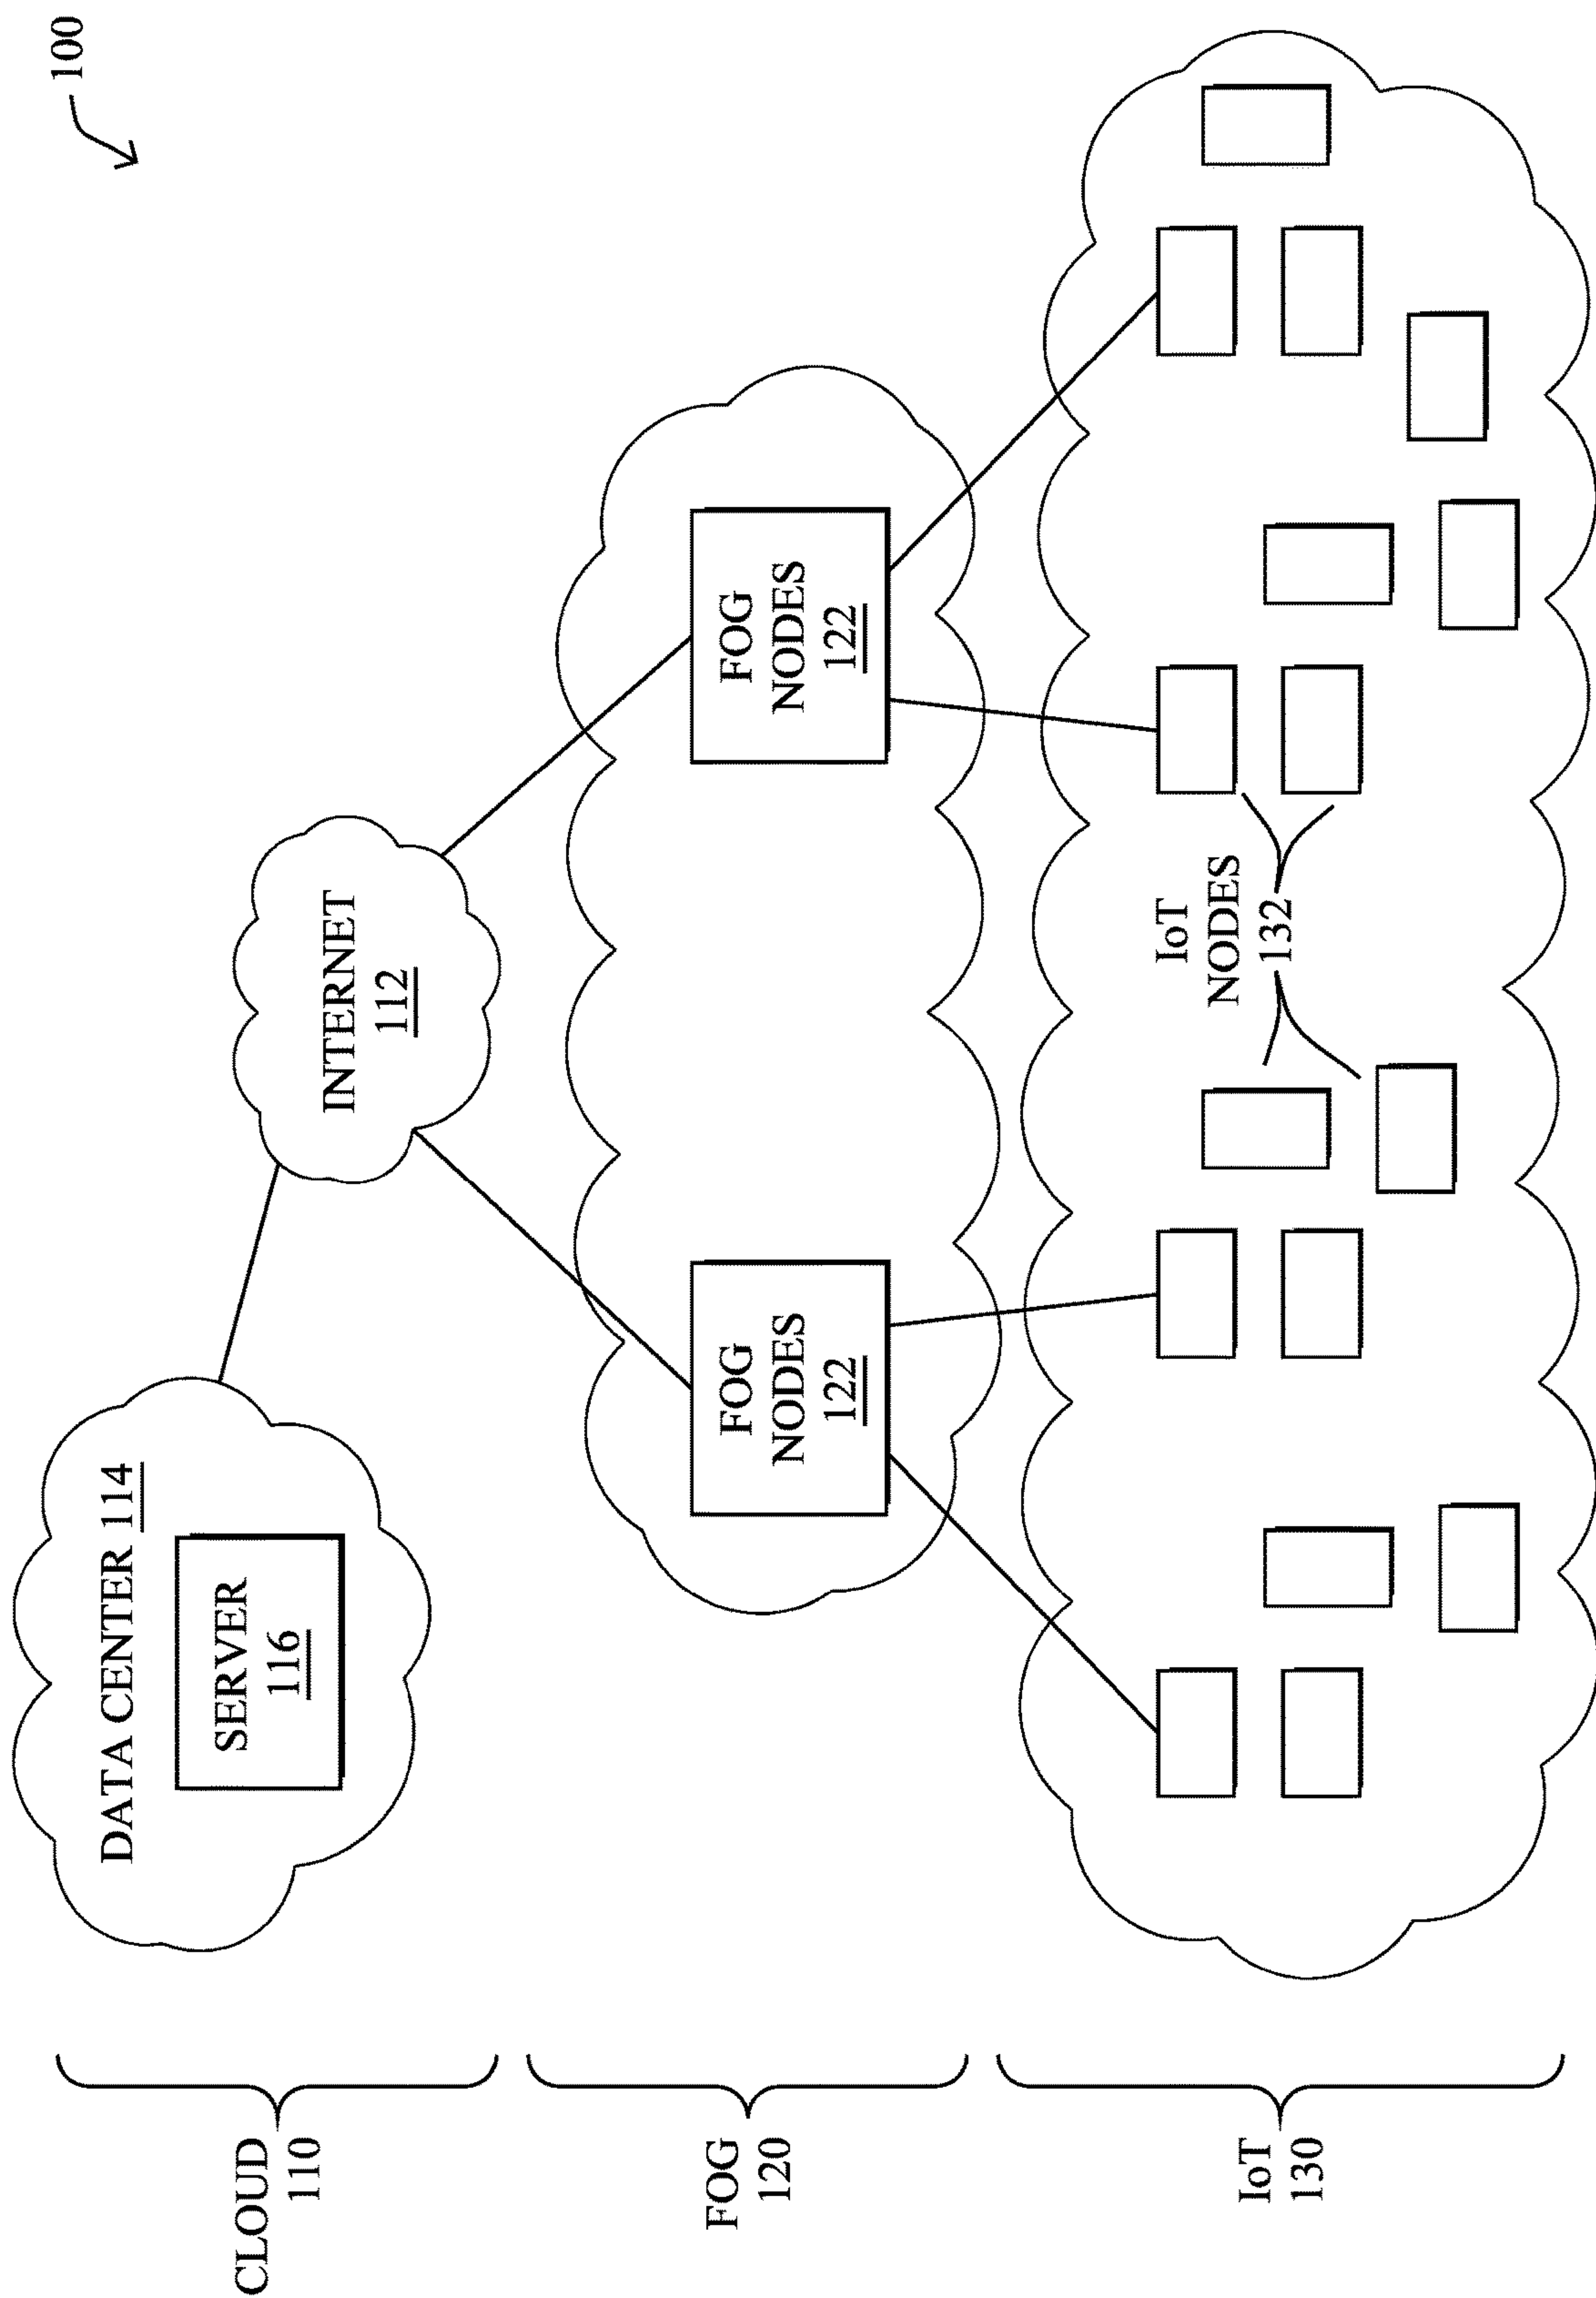 100
CLOUD
110
DATA CENTER 114
SERVER
116
INTERNET
112
FOG
120
FOG
NODES
122
FOG
NODES
122
IoT
130
IoT
NODES
132